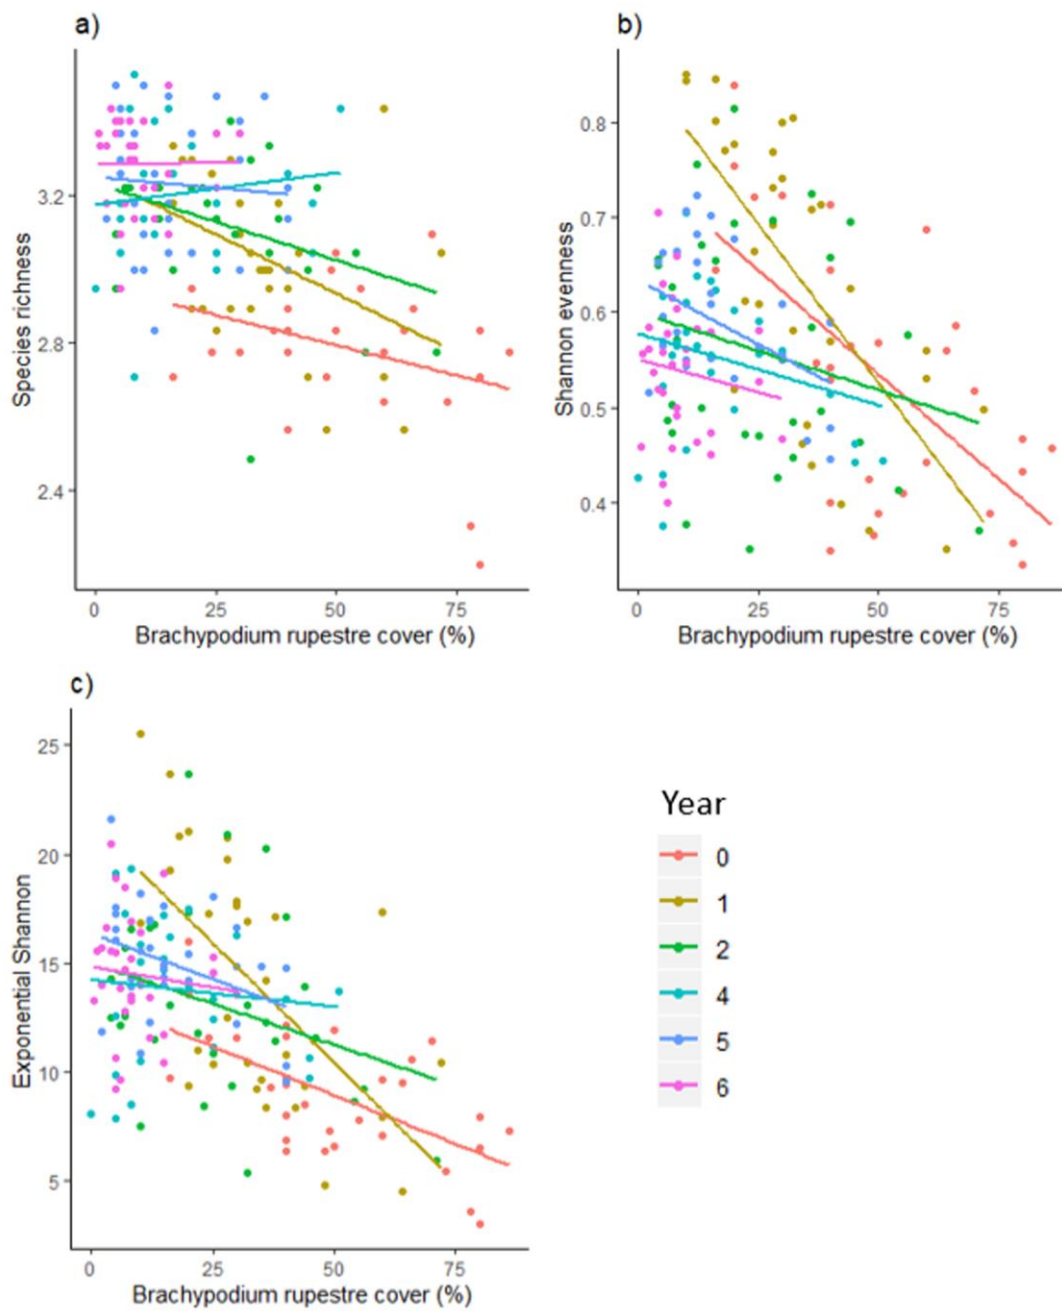 a)
Species richness
3.2
2.8
2.4
0 25 50 75
Brachypodium rupestre cover (%)
b)
Shannon evenness
0.8
0.7
0.6
0.5
0.4
0 25 50 75
Brachypodium rupestre cover (%)
c)
Exponential Shannon
25
20
15
10
5
0 25 50 75
Brachypodium rupestre cover (%)
Year
0
1
2
4
5
6